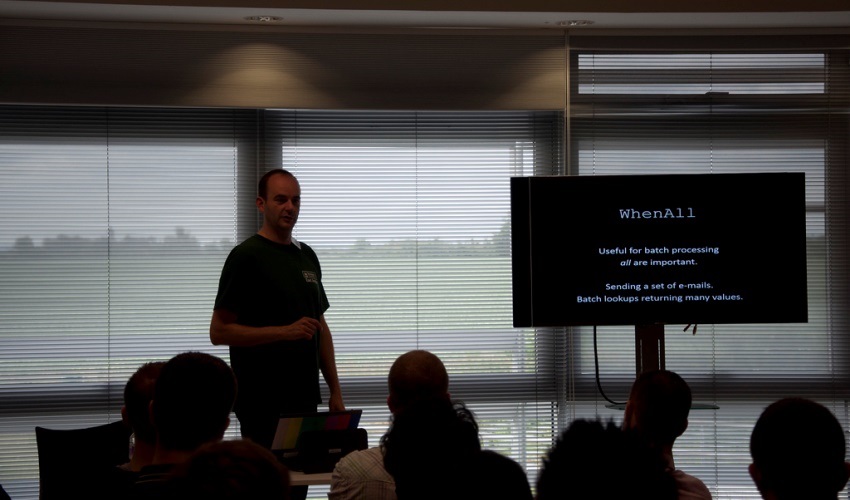 WhenAll
Useful for batch processing
all are important.
Sending a set of e-mails.
Batch lookups returning many values.